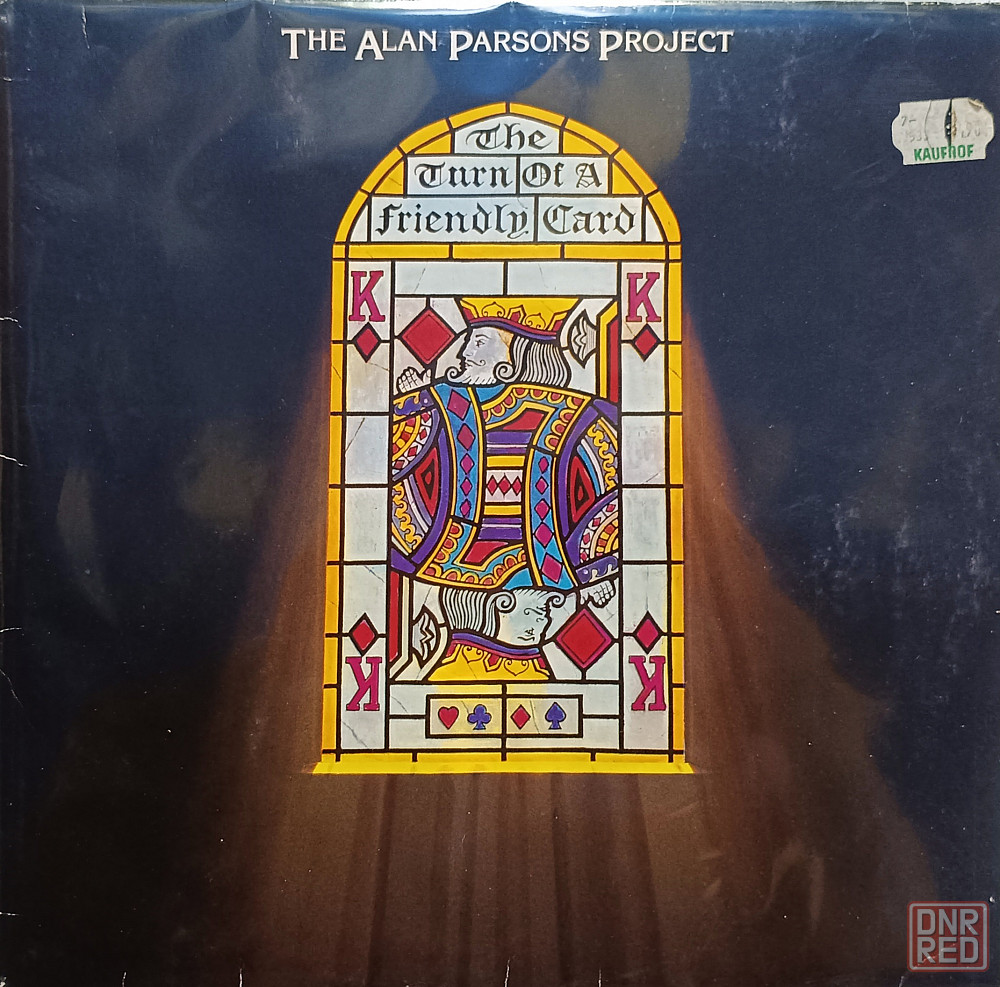 THE ALAN PARSONS PROJECT
The
Turn Of A
Friendly Card
KAUFHOF
K K
K K
DNR
RED